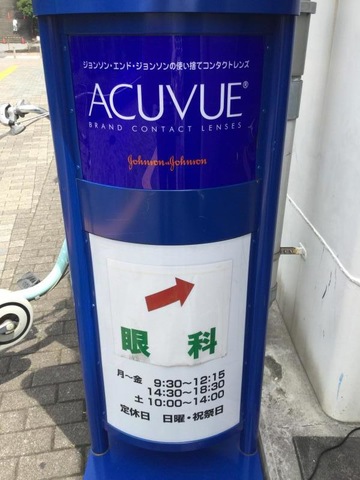 ジョンソン・エンド・ジョンソンの使い捨てコンタクトレンズ
ACUVUE®
BRAND CONTACT LENSES
Johnson & Johnson
眼 科
月〜金 9:30〜12:15
14:30〜18:30
土 10:00〜14:00
定休日 日曜・祝祭日